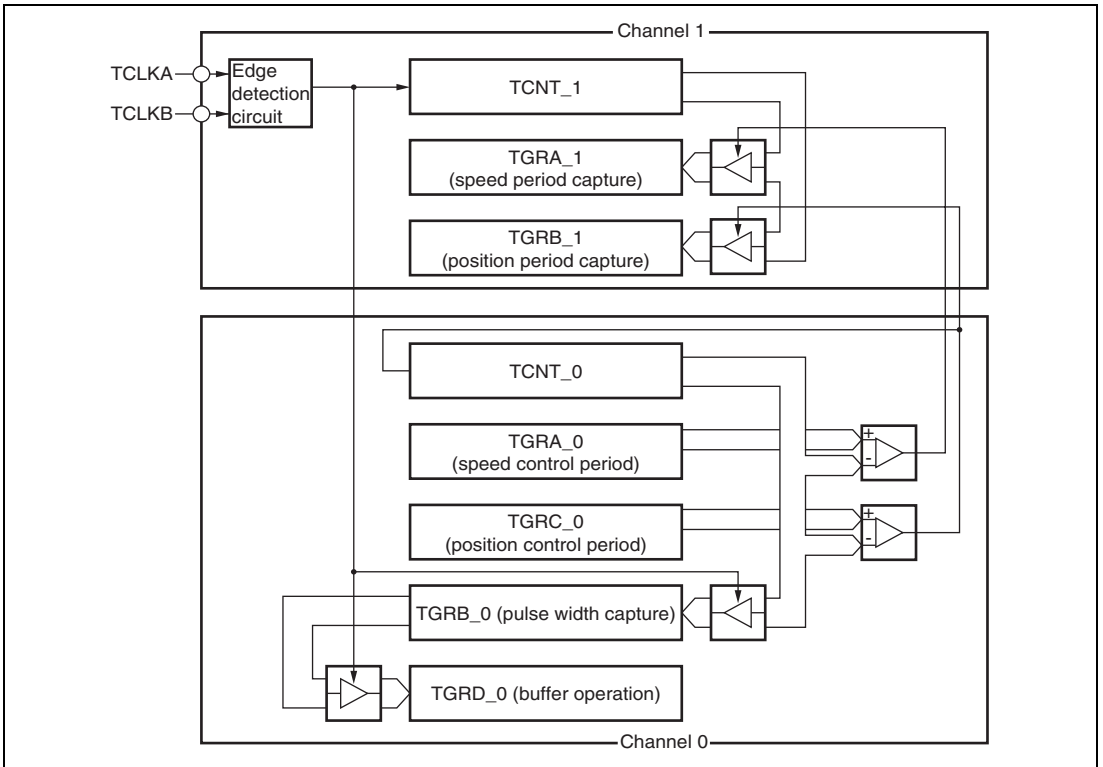 Channel 1
TCLKA
TCLKB
Edge
detection
circuit
TCNT_1
TGRA_1
(speed period capture)
TGRB_1
(position period capture)
TCNT_0
TGRA_0
(speed control period)
+
-
TGRC_0
(position control period)
+
-
TGRB_0 (pulse width capture)
TGRD_0 (buffer operation)
Channel 0